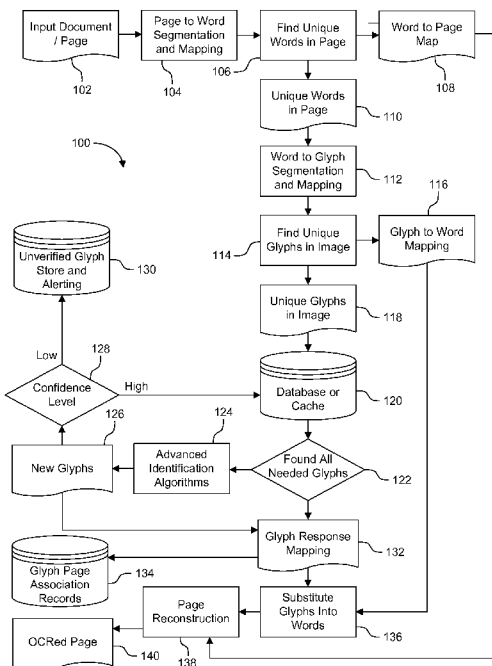 Input Document
/ Page
102
Page to Word
Segmentation
and Mapping
104
Find Unique
Words in Page
106
Word to Page
Map
108
Unique Words
in Page
110
100
Word to Glyph
Segmentation
and Mapping
112
116
Find Unique
Glyphs in Image
114
Glyph to Word
Mapping
Unverified Glyph
Store and
Alerting
130
Unique Glyphs
in Image
118
Low
128
Confidence
Level
High
Database or
Cache
120
126
124
New Glyphs
Advanced
Identification
Algorithms
Found All
Needed Glyphs
122
Glyph Response
Mapping
132
Glyph Page
Association
Records
134
Page
Reconstruction
138
Substitute
Glyphs Into
Words
136
OCRed Page
140